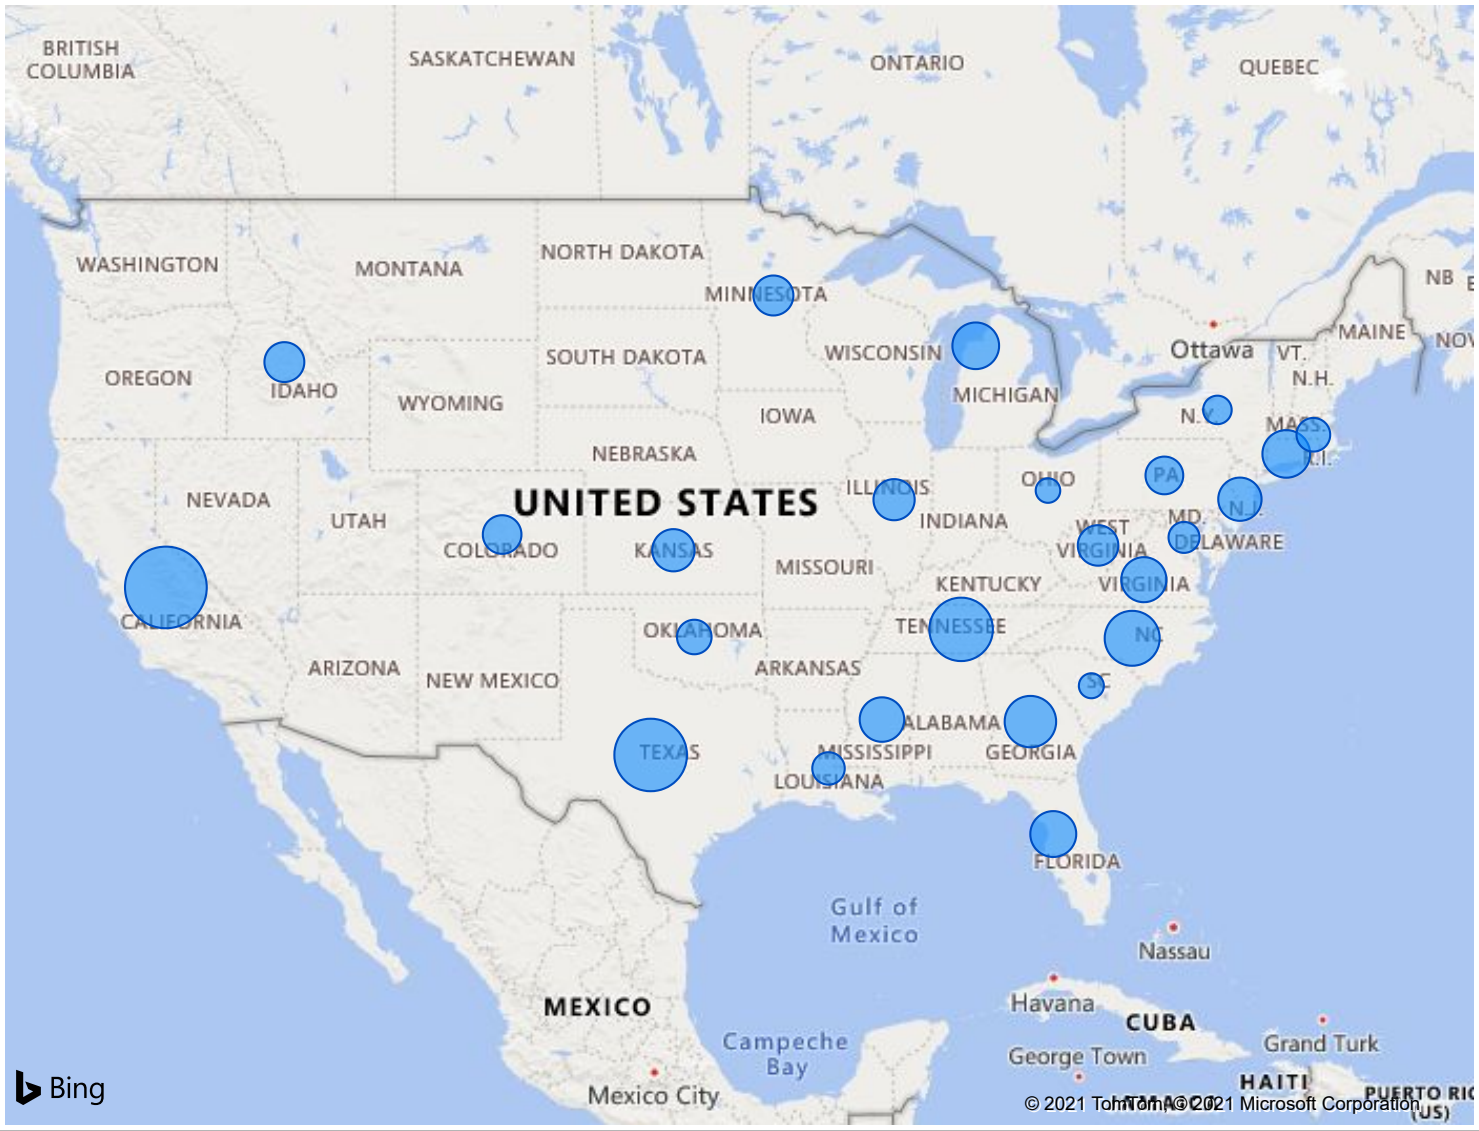 BRITISH
COLUMBIA
SASKATCHEWAN
ONTARIO
QUEBEC
WASHINGTON
MONTANA
NORTH DAKOTA
MINNESOTA
NB
MAINE
OREGON
IDAHO
WYOMING
SOUTH DAKOTA
WISCONSIN
MICHIGAN
Ottawa
VT.
N.H.
IOWA
N.Y.
MASS.
R.I.
NEBRASKA
NEVADA
UTAH
UNITED STATES
ILLINOIS
INDIANA
OHIO
PA
N.J.
MD.
DELAWARE
COLORADO
KANSAS
MISSOURI
WEST
VIRGINIA
KENTUCKY
VIRGINIA
CALIFORNIA
OKLAHOMA
TENNESSEE
NC
ARIZONA
NEW MEXICO
ARKANSAS
SC
TEXAS
ALABAMA
MISSISSIPPI
GEORGIA
LOUISIANA
FLORIDA
Gulf of
Mexico
Nassau
MEXICO
Havana
CUBA
Campeche
Bay
George Town
Grand Turk
Mexico City
HAITI
PUERTO RIC
(US)
Bing
© 2021 TomTom, © 2021 Microsoft Corporation